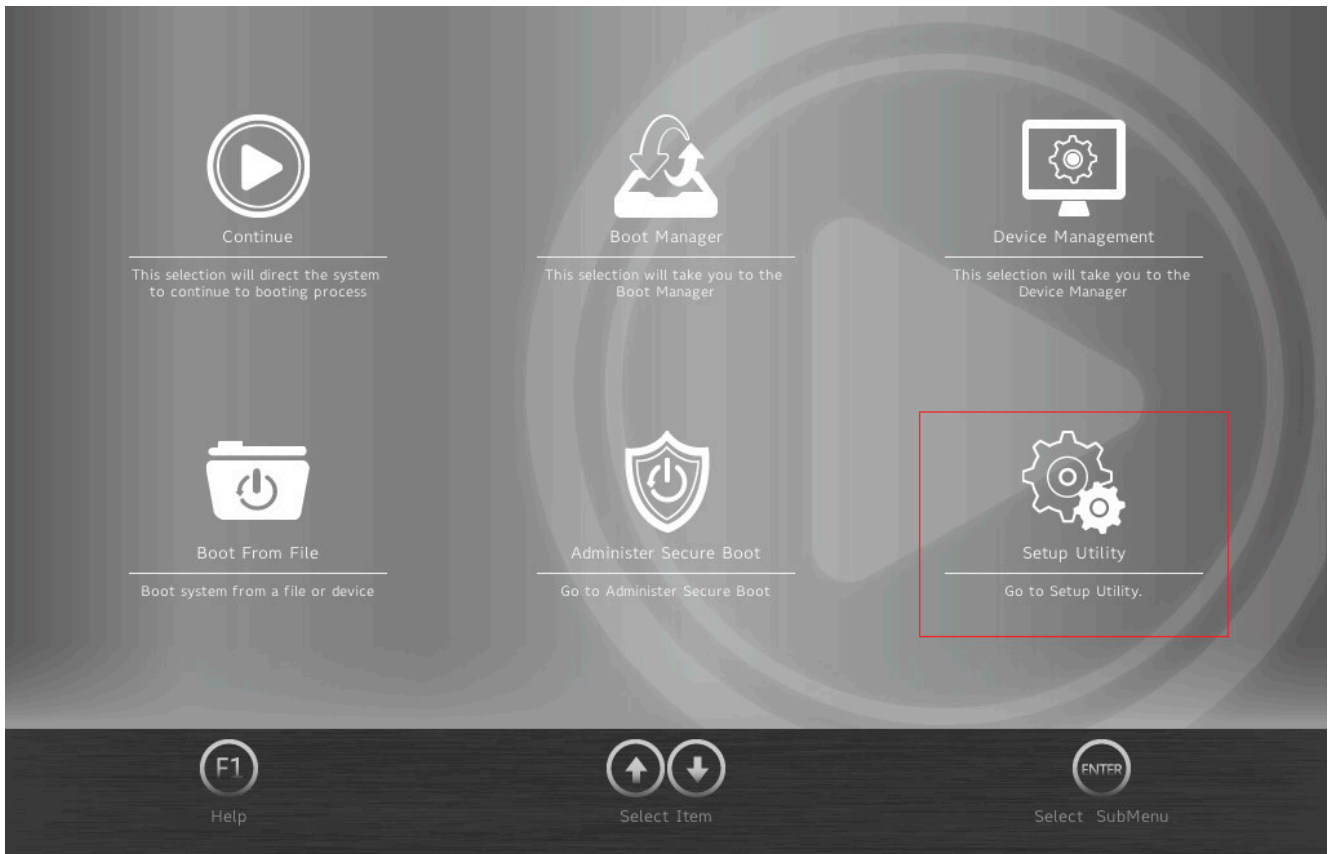 Continue
This selection will direct the system
to continue to booting process
Boot Manager
This selection will take you to the
Boot Manager
Device Management
This selection will take you to the
Device Manager
Boot From File
Boot system from a file or device
Administer Secure Boot
Go to Administer Secure Boot
Setup Utility
Go to Setup Utility.
F1
Help
Select Item
ENTER
Select SubMenu